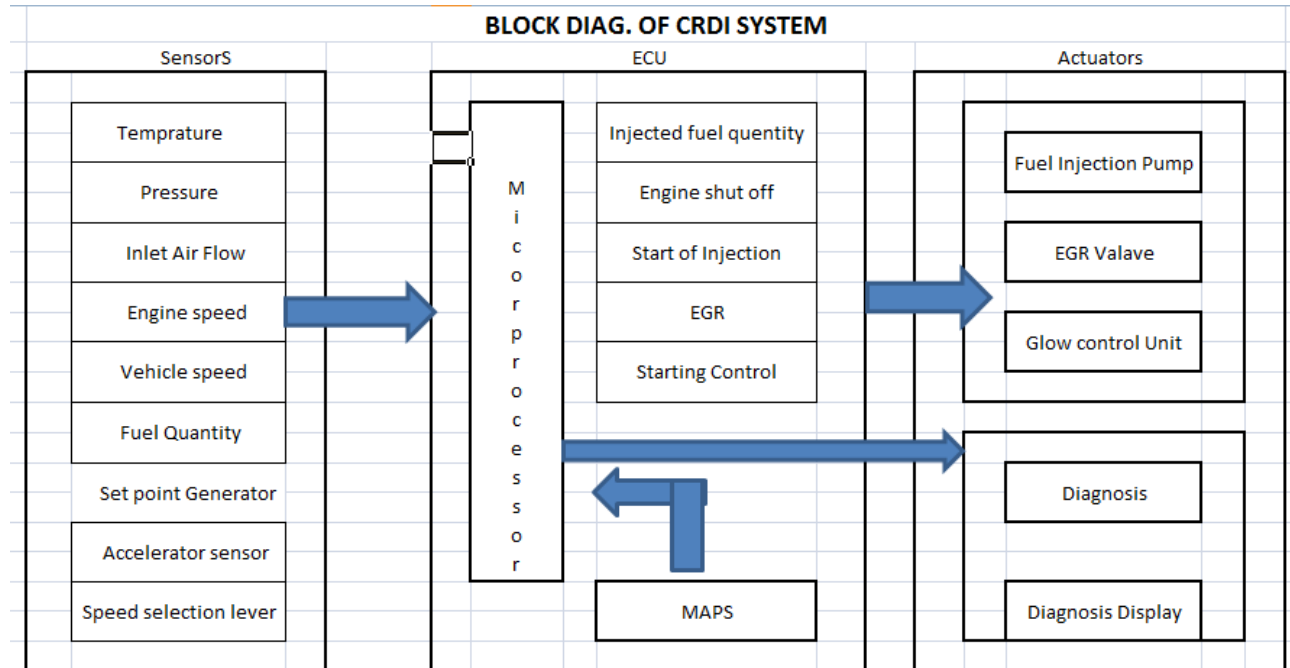 BLOCK DIAG. OF CRDI SYSTEM
SensorS
ECU
Actuators
Temprature
Pressure
Inlet Air Flow
Engine speed
Vehicle speed
Fuel Quantity
Set point Generator
Accelerator sensor
Speed selection lever
Micorprocessor
Injected fuel quentity
Engine shut off
Start of Injection
EGR
Starting Control
MAPS
Fuel Injection Pump
EGR Valave
Glow control Unit
Diagnosis
Diagnosis Display